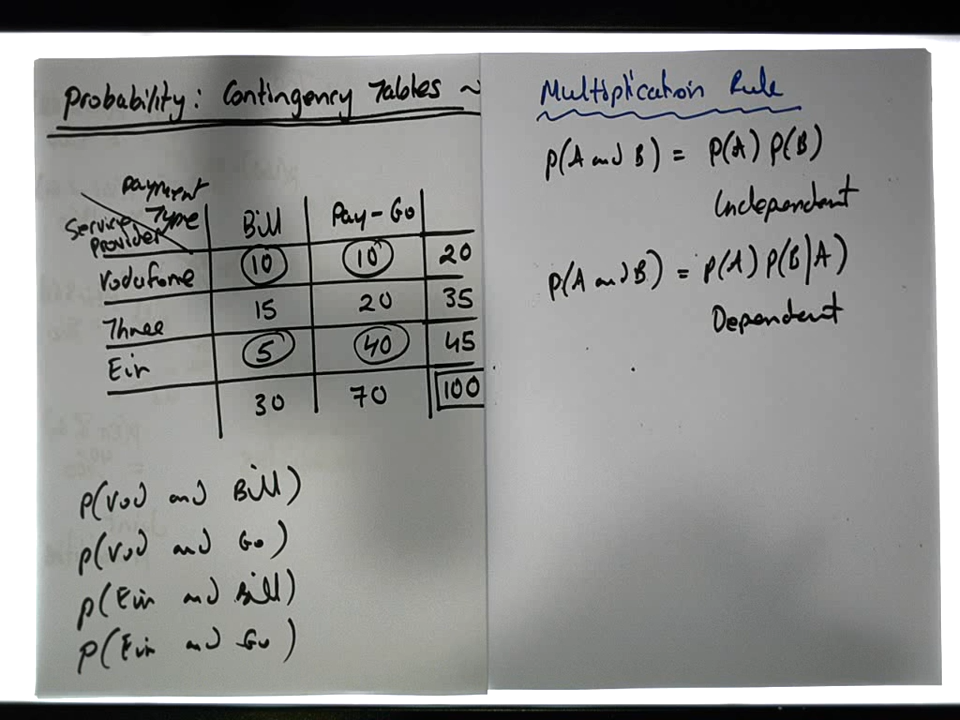 Probability: Contingency Tables ~
Payment
Type
Service
Provider
Bill Pay-Go
Vodafone 10 10 20
Three 15 20 35
Eir 5 40 45
30 70 100
P(Vod and Bill)
P(Vod and Go)
P(Eir and Bill)
P(Eir and Go)
Multiplication Rule
P(A and B) = P(A) P(B)
Independent
P(A and B) = P(A) P(B|A)
Dependent